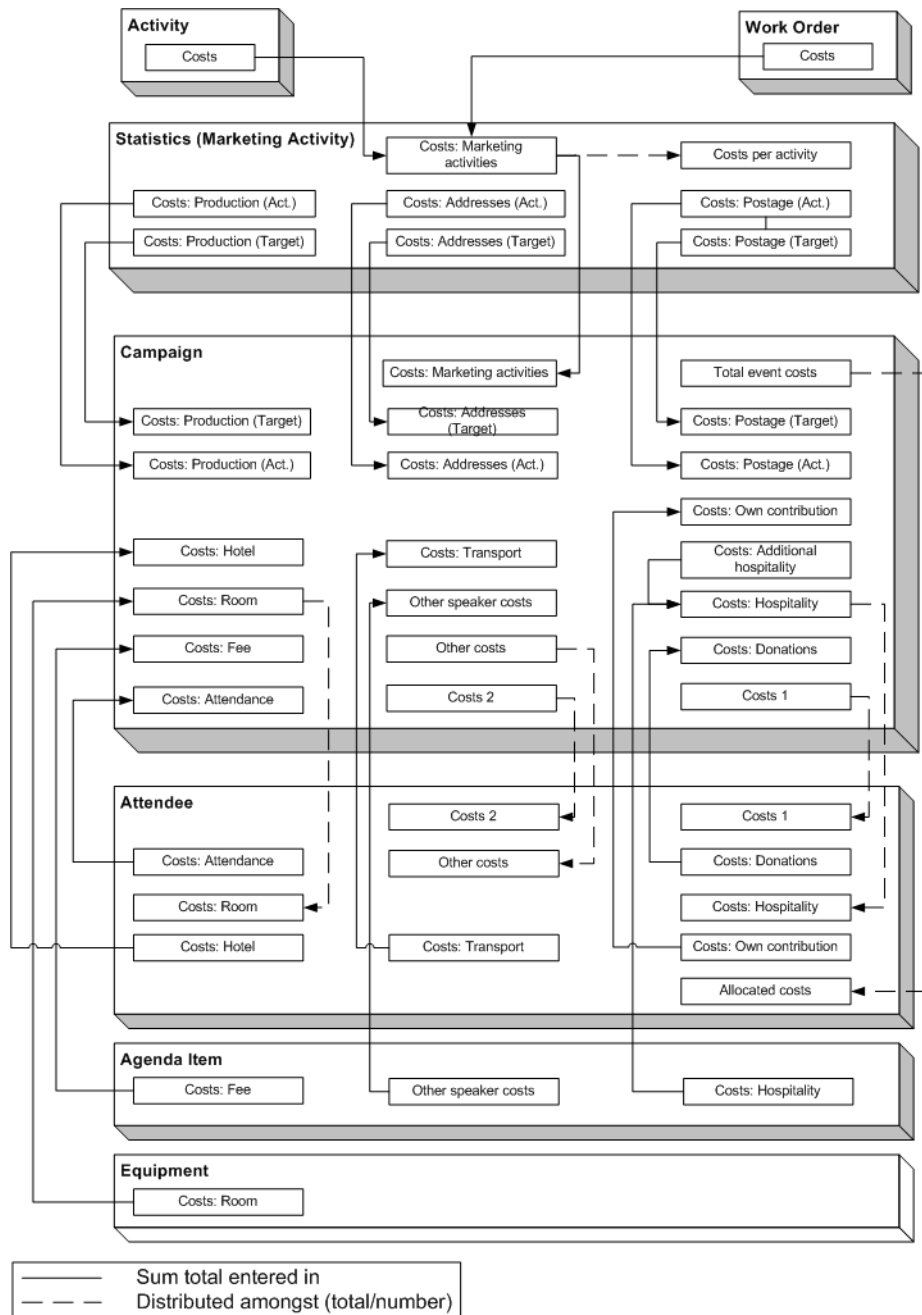 Activity
Costs
Work Order
Costs
Statistics (Marketing Activity)
Costs: Marketing
activities
Costs per activity
Costs: Production (Act.)
Costs: Addresses (Act.)
Costs: Postage (Act.)
Costs: Production (Target)
Costs: Addresses (Target)
Costs: Postage (Target)
Campaign
Costs: Marketing activities
Total event costs
Costs: Production (Target)
Costs: Addresses
(Target)
Costs: Postage (Target)
Costs: Production (Act.)
Costs: Addresses (Act.)
Costs: Postage (Act.)
Costs: Own contribution
Costs: Hotel
Costs: Transport
Costs: Additional
hospitality
Costs: Room
Other speaker costs
Costs: Hospitality
Costs: Fee
Other costs
Costs: Donations
Costs: Attendance
Costs 2
Costs 1
Attendee
Costs 2
Costs 1
Costs: Attendance
Other costs
Costs: Donations
Costs: Room
Costs: Hospitality
Costs: Hotel
Costs: Transport
Costs: Own contribution
Allocated costs
Agenda Item
Costs: Fee
Other speaker costs
Costs: Hospitality
Equipment
Costs: Room
Sum total entered in
Distributed amongst (total/number)